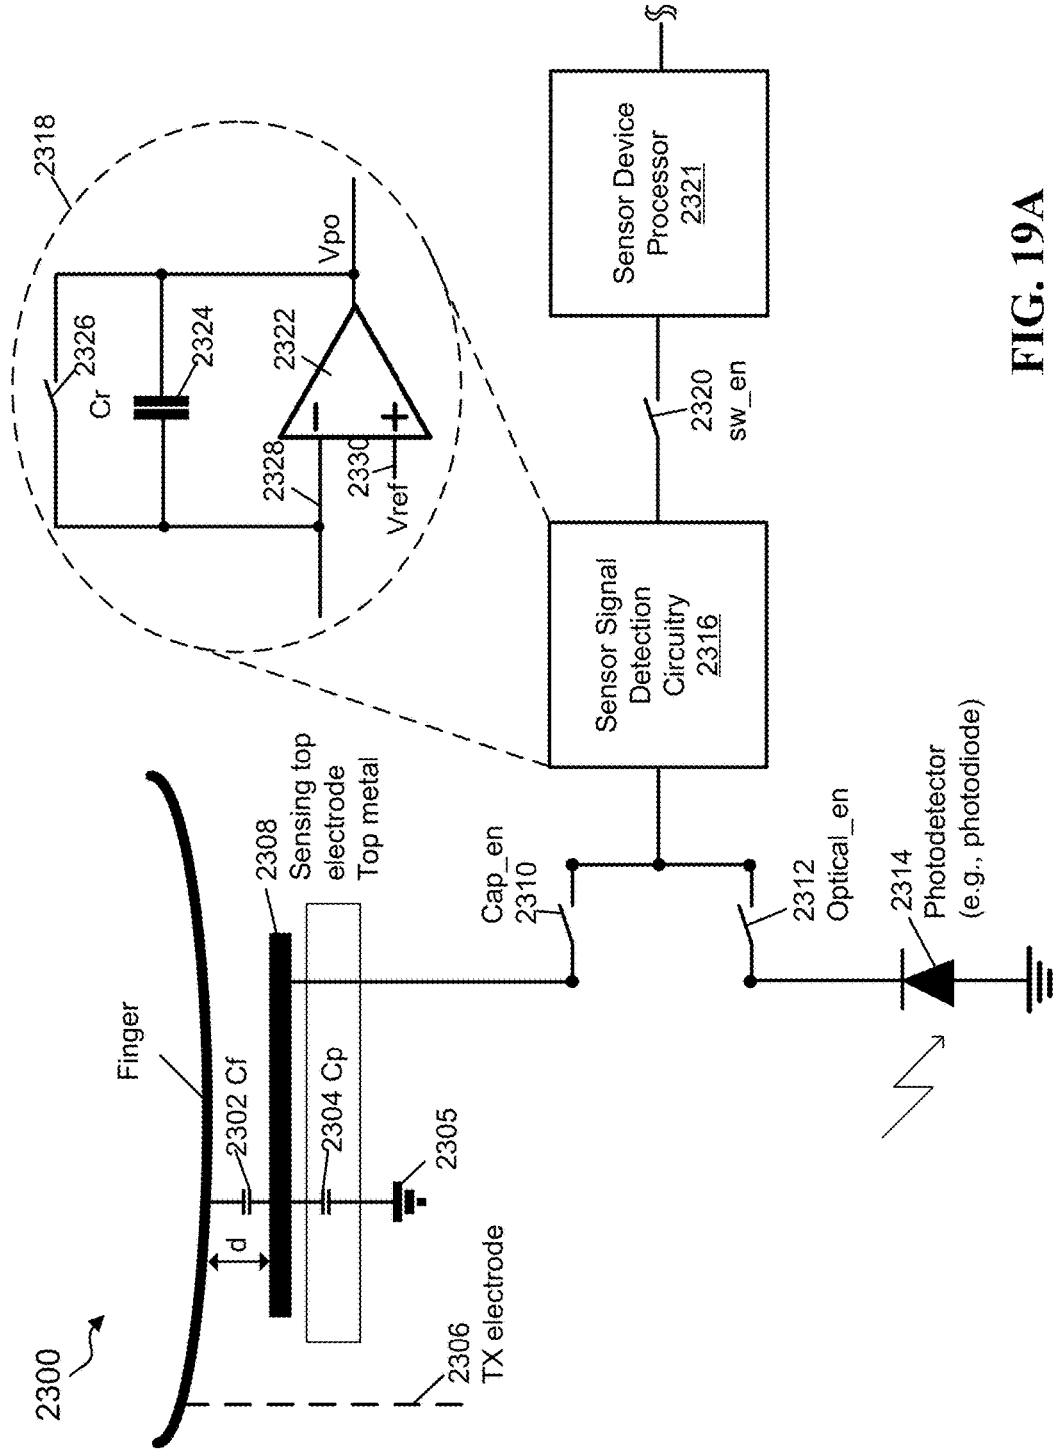 2300
Finger
2302 Cf
d
2304 Cp
2305
2306
TX electrode
2308
Sensing top
electrode
Top metal
Cap_en
2310
2312
Optical_en
2314
Photodetector
(e.g., photodiode)
Sensor Signal
Detection
Circuitry
2316
2318
2326
Cr
2324
2322
2328
2330
Vref
Vpo
−
+
2320
sw_en
Sensor Device
Processor
2321
FIG. 19A